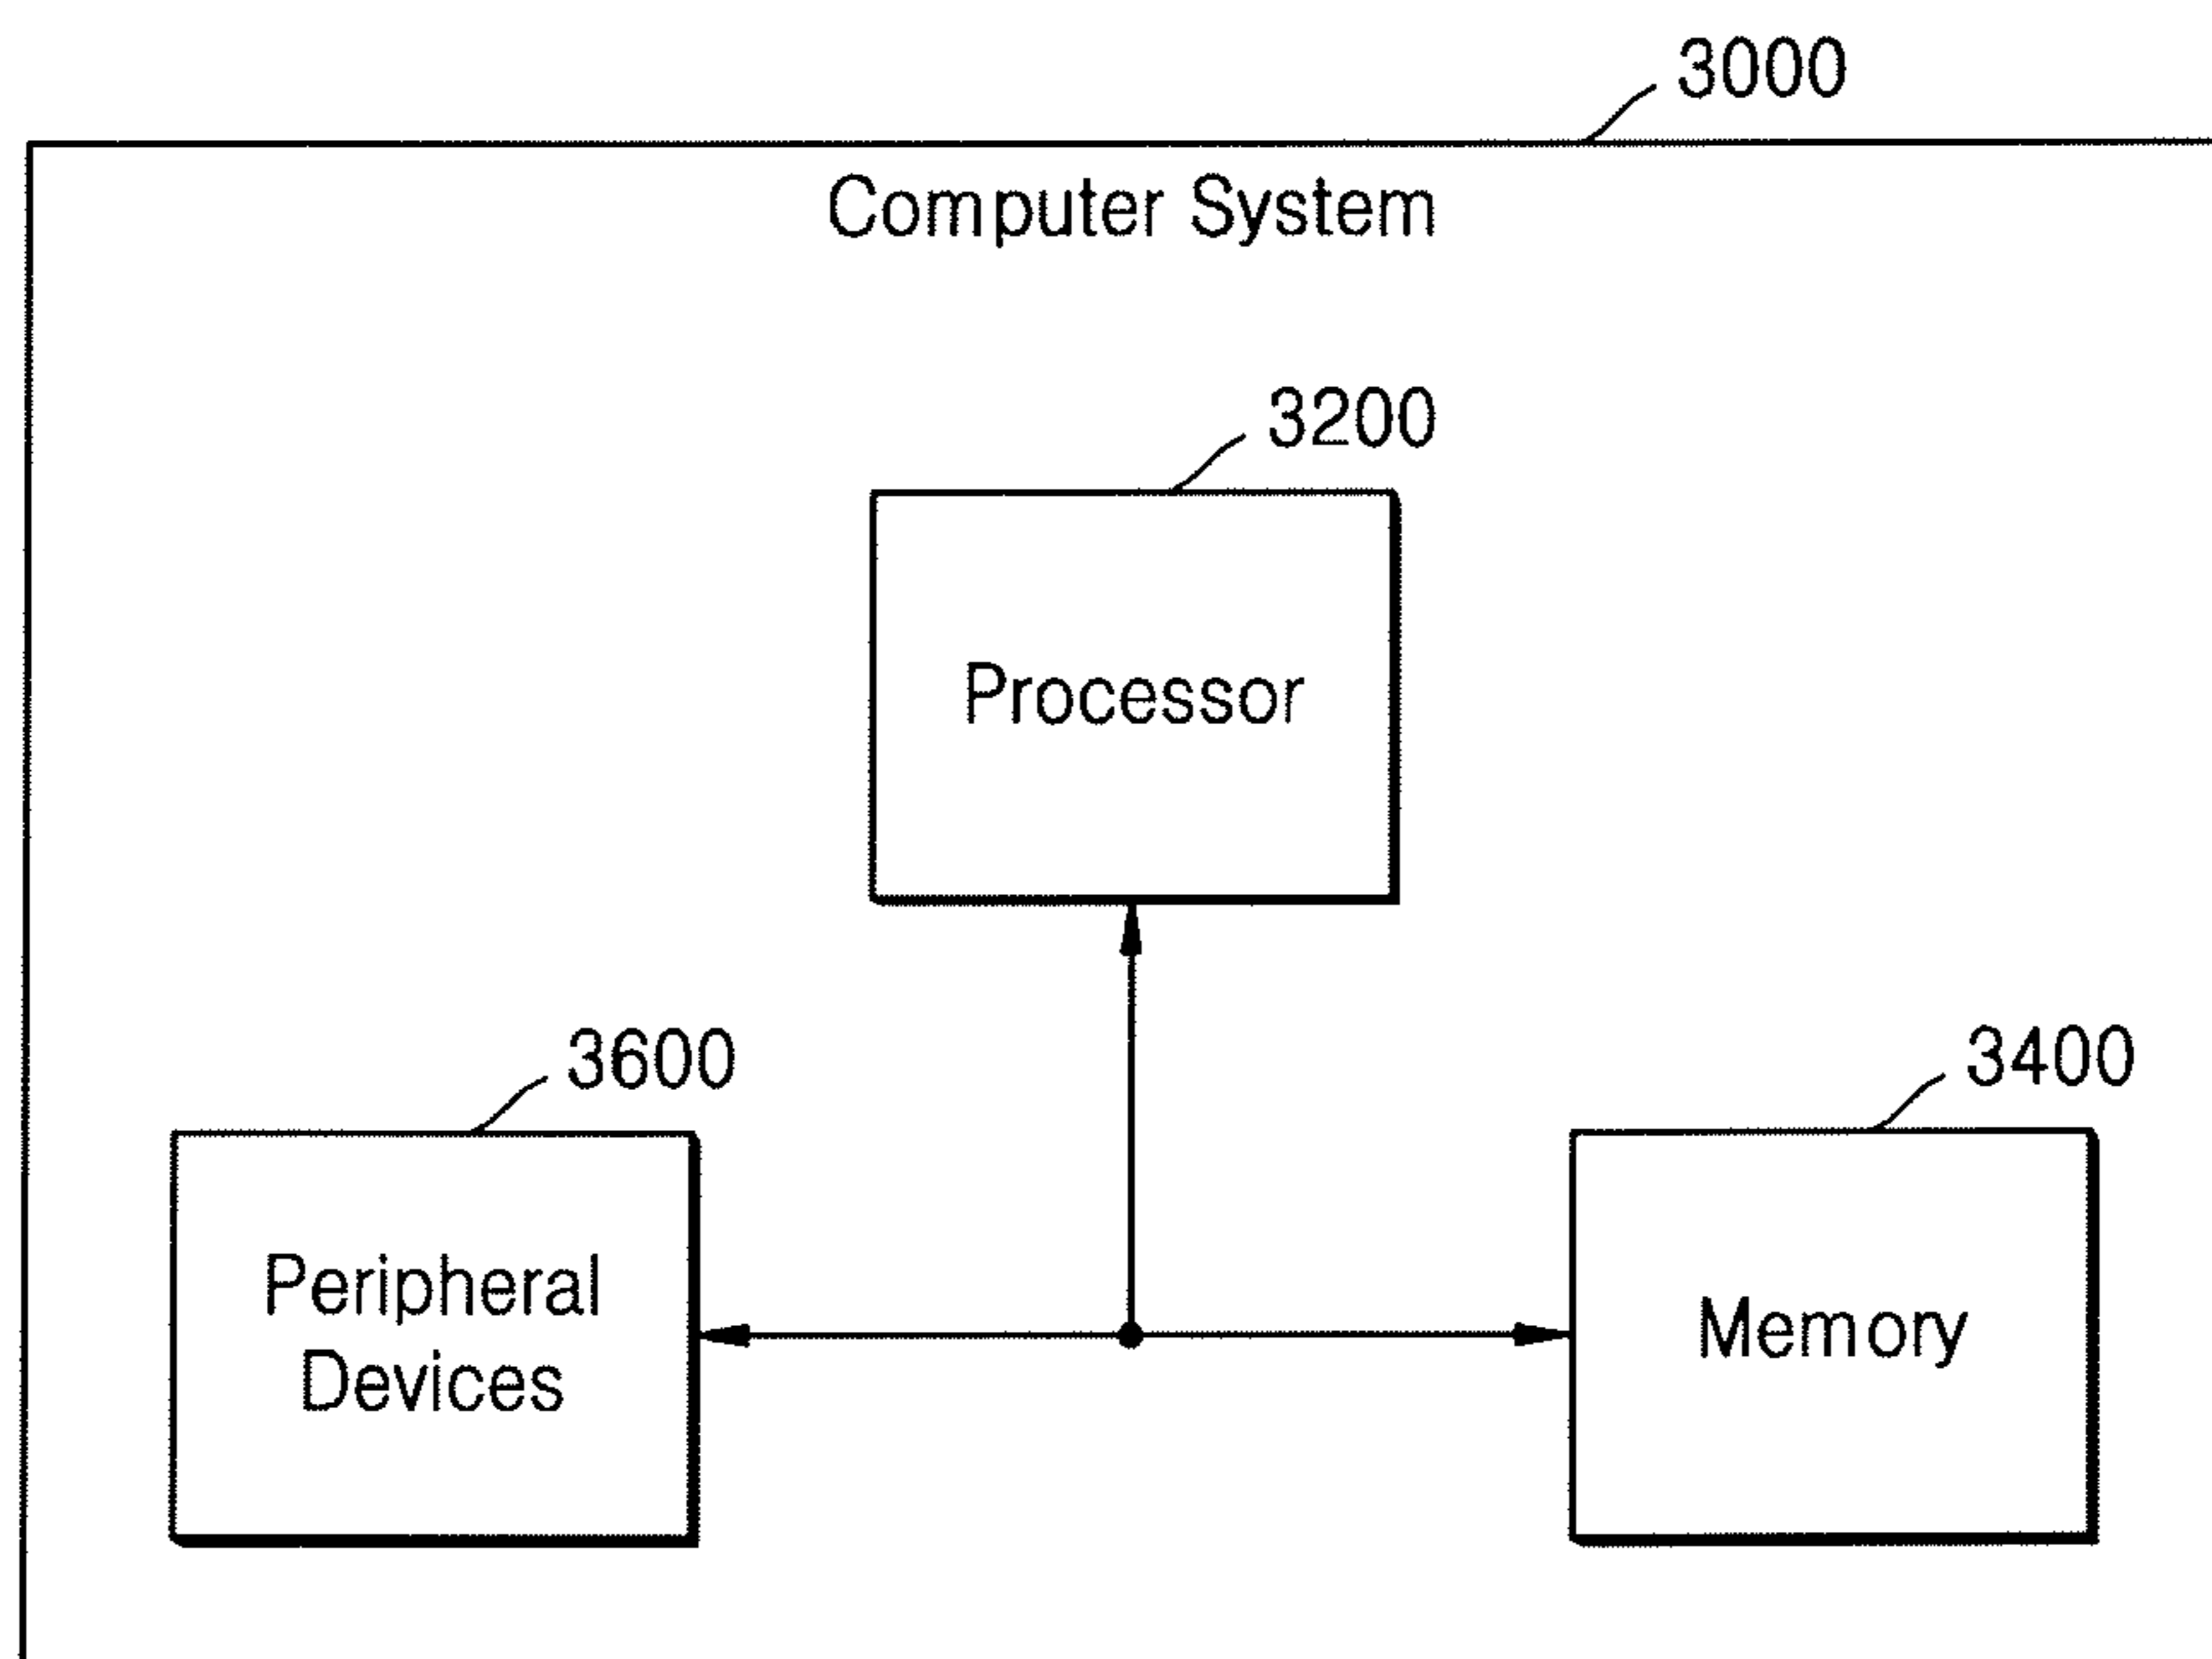 3000
Computer System
3200
Processor
3600
3400
Peripheral
Devices
Memory